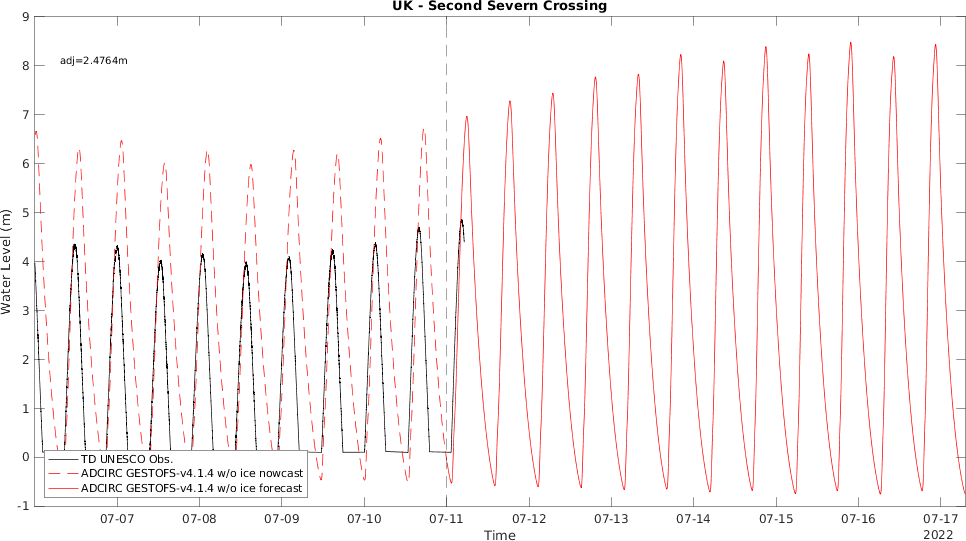 UK - Second Severn Crossing
9
8
7
6
5
4
3
2
1
0
-1
Water Level (m)
adj=2.4764m
TD UNESCO Obs.
ADCIRC GESTOFS-v4.1.4 w/o ice nowcast
ADCIRC GESTOFS-v4.1.4 w/o ice forecast
07-07 07-08 07-09 07-10 07-11 07-12 07-13 07-14 07-15 07-16 07-17
2022
Time